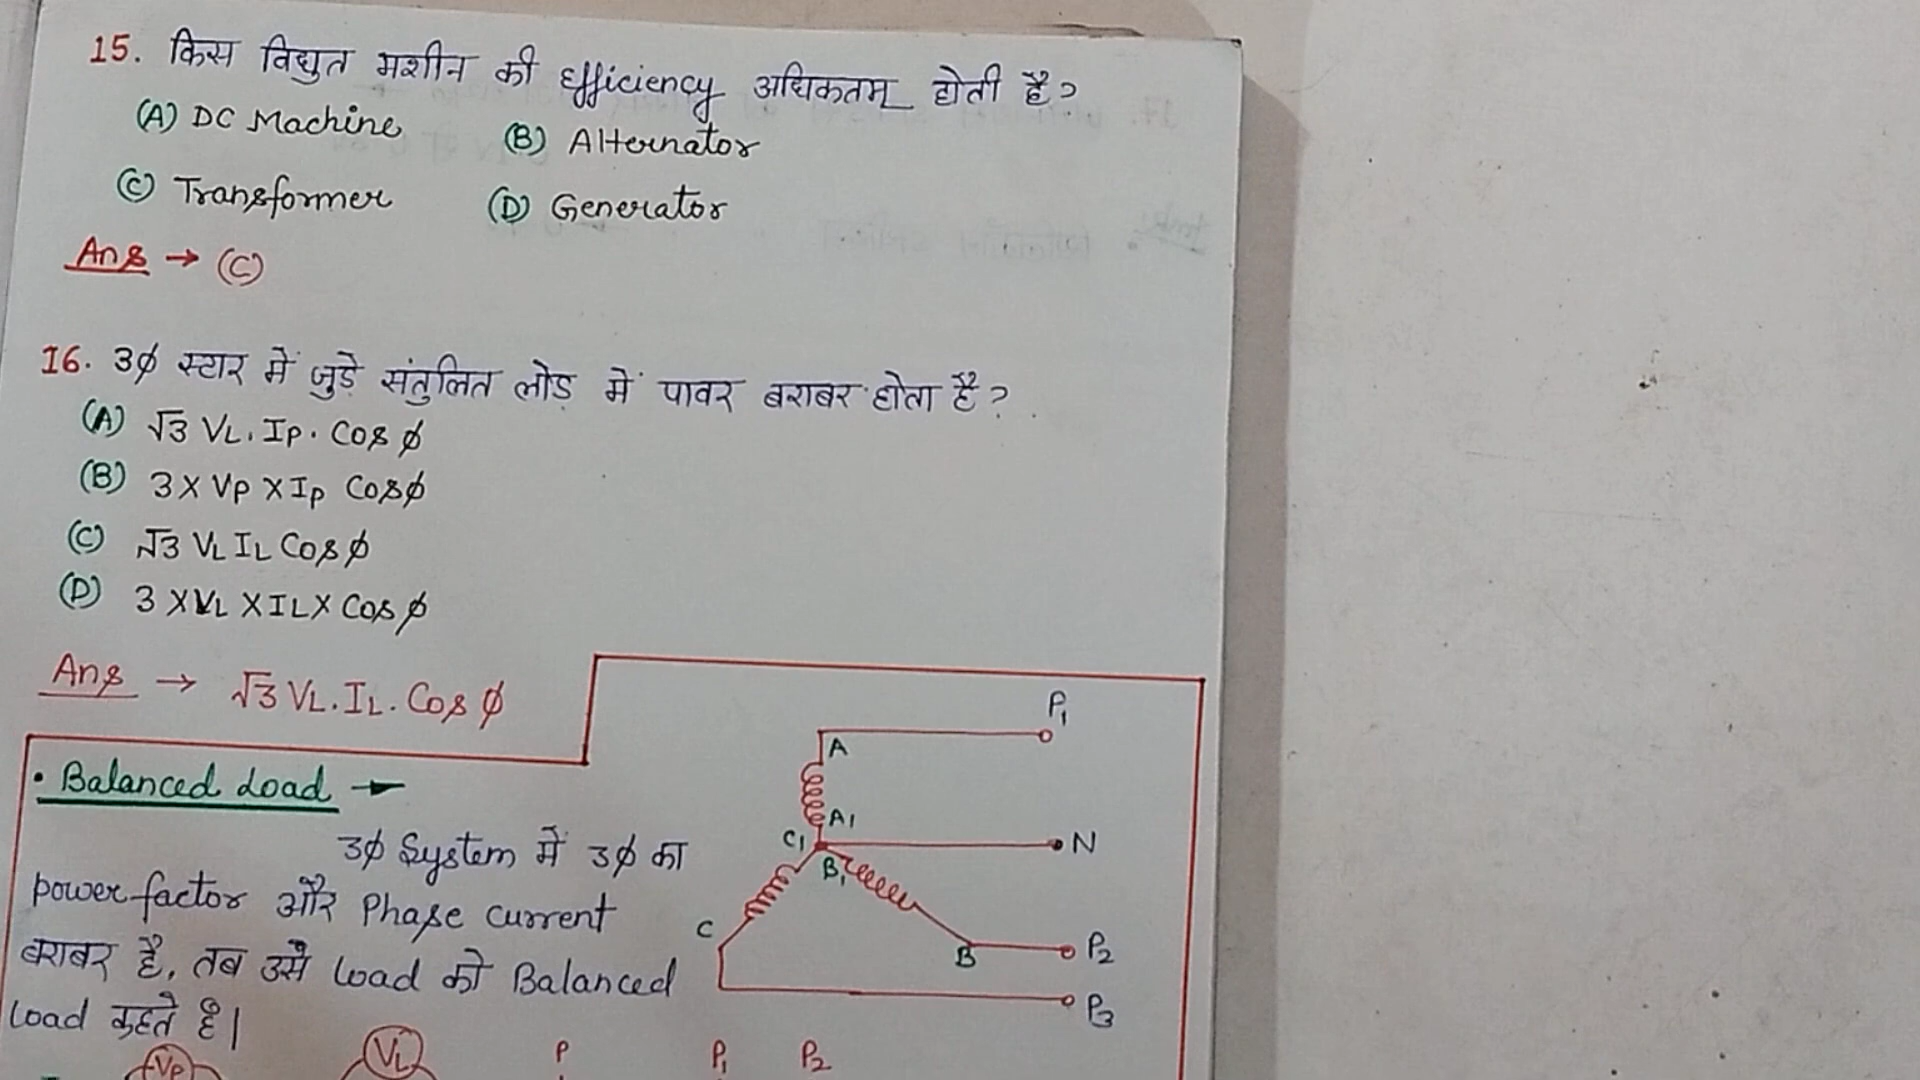 15. किस विद्युत मशीन की Efficiency अधिकतम् होती है?
(A) DC Machine (B) Alternator
(C) Transformer (D) Generator
Ans → (C)
16. 3ϕ स्टार में जुड़े संतुलित लोड़ में पावर बराबर होता है?
(A) √3 VL. IP. Cos ϕ
(B) 3 X VP X IP Cosϕ
(C) √3 VL IL Cos ϕ
(D) 3 X VL X IL X Cos ϕ
Ans → √3 VL. IL. Cos ϕ
• Balanced Load →
3ϕ System में 3ϕ का
power factor और Phase current
बराबर है, तब उसे load को Balanced
load कहते है।
P1
A
A1
C1
N
B1
C
B
P2
P3
VP VL P P1 P2